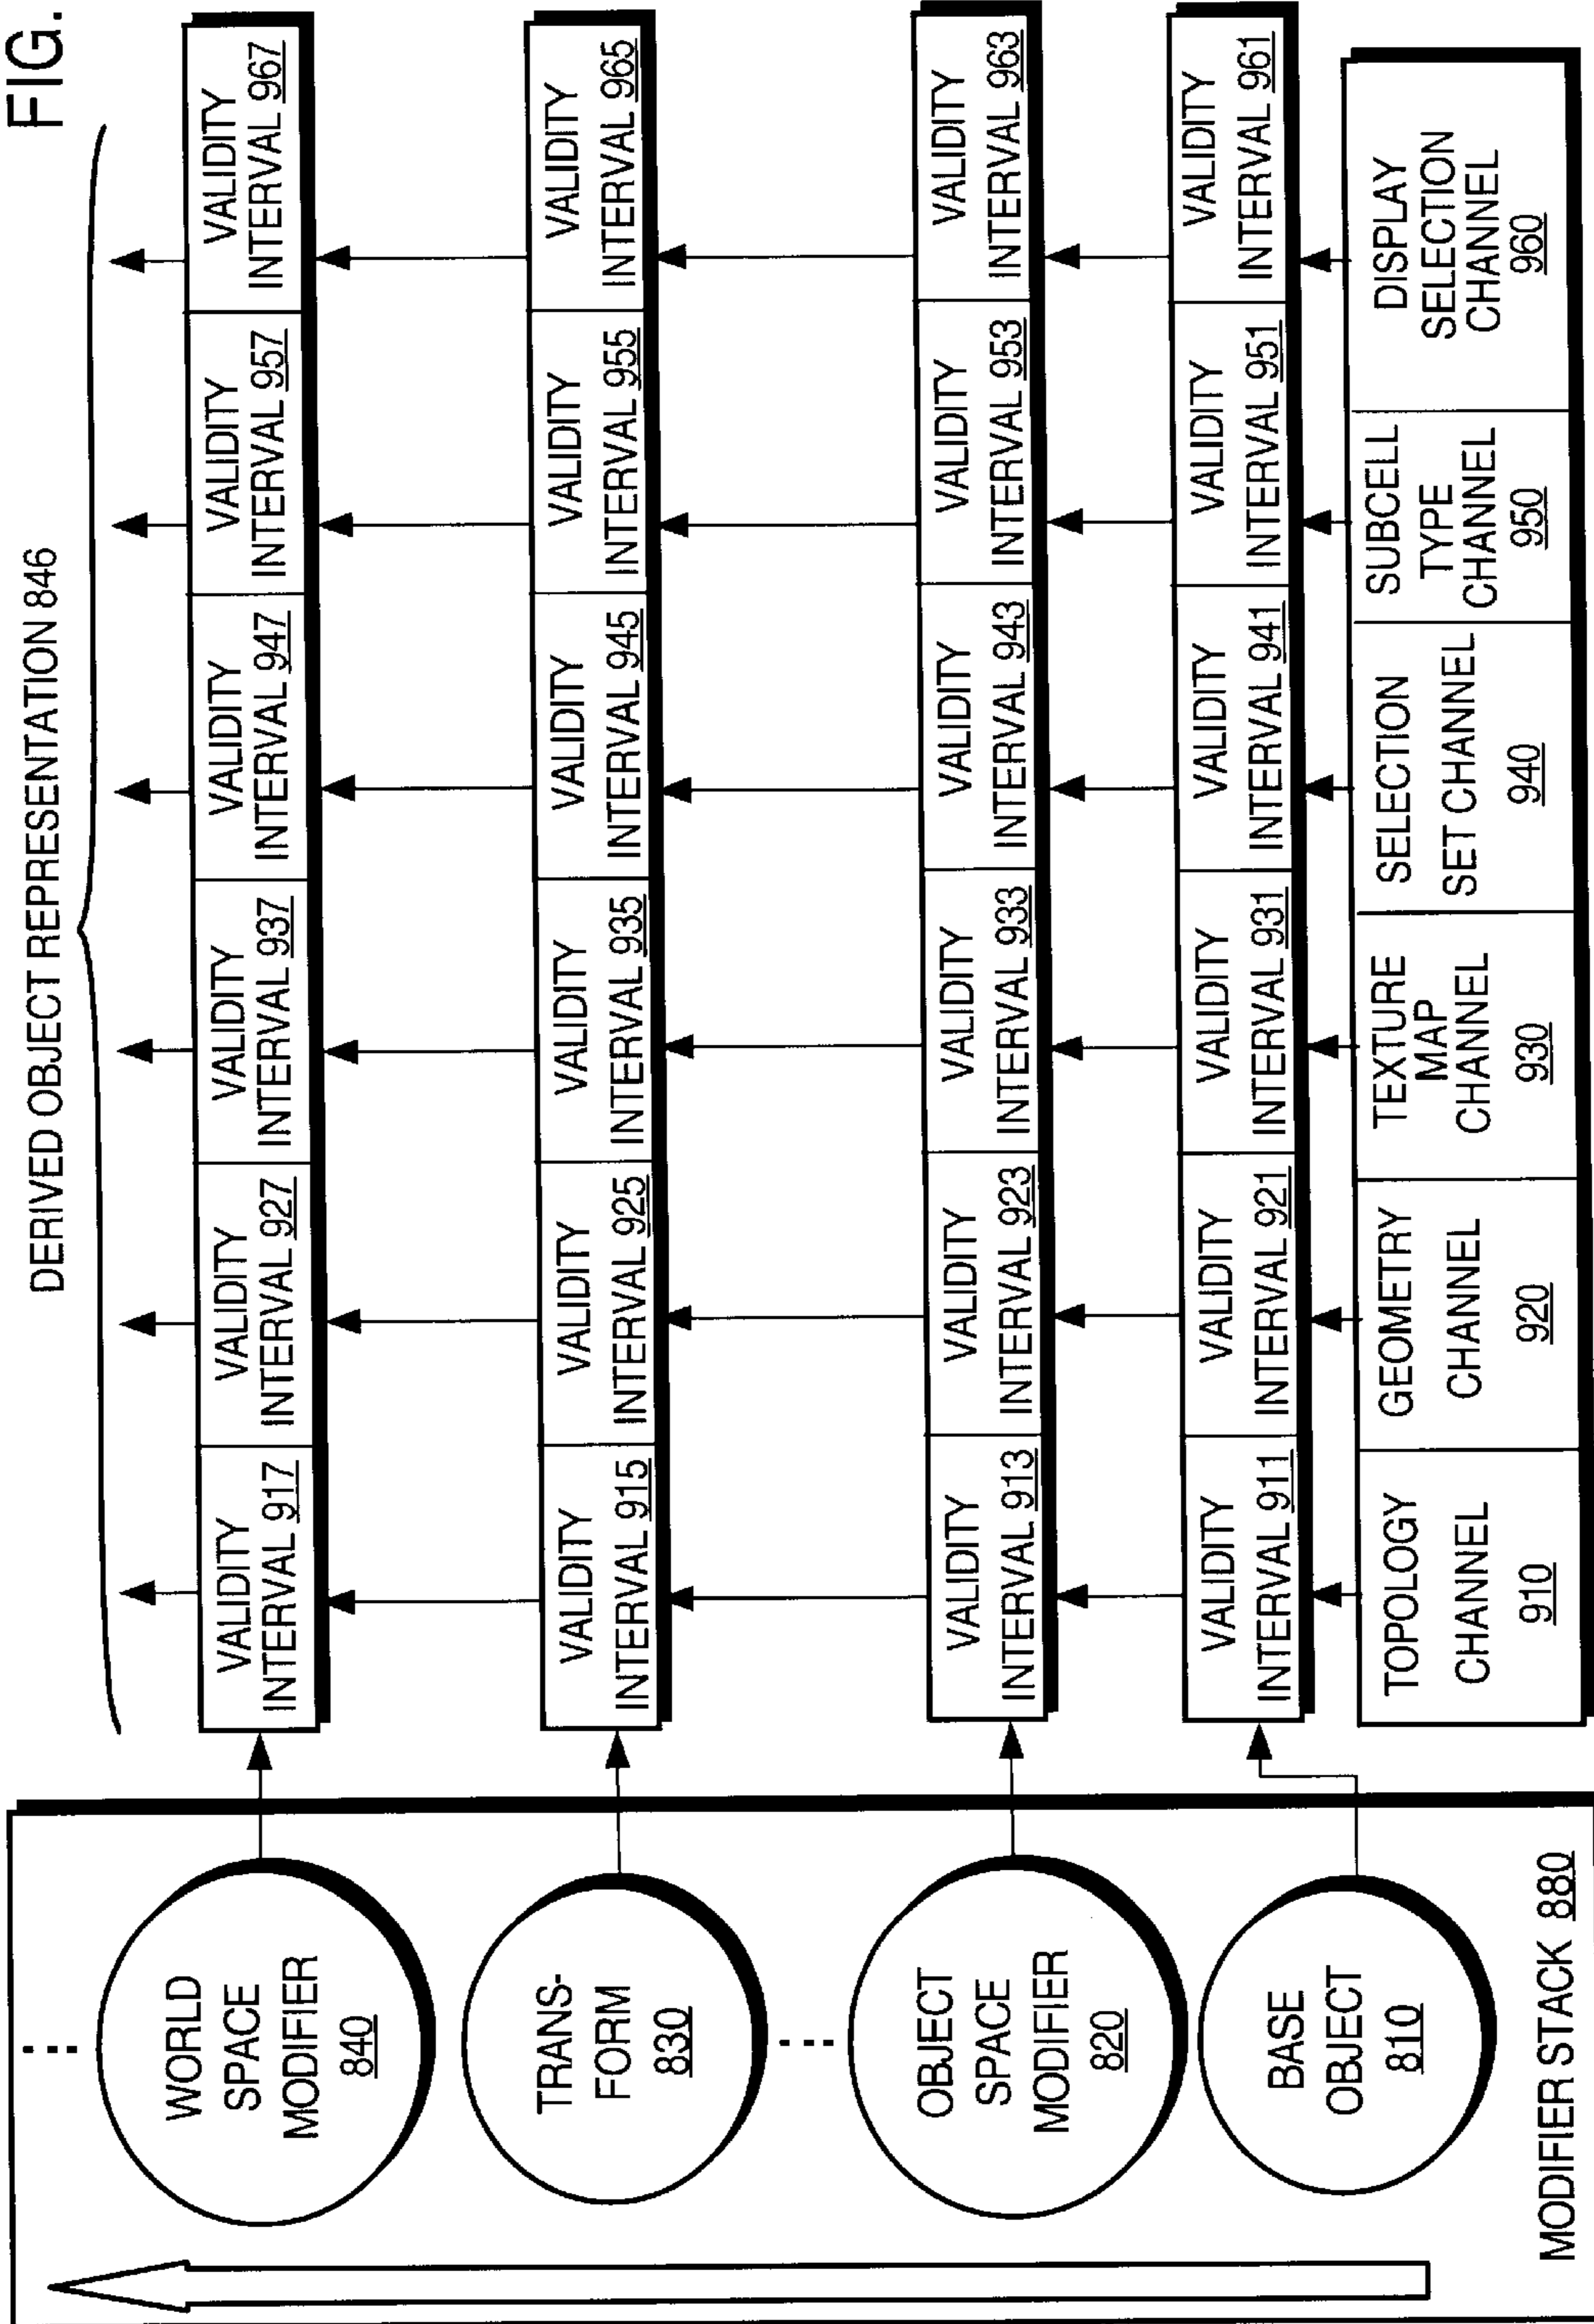 FIG.
DERIVED OBJECT REPRESENTATION 846
WORLD
SPACE
MODIFIER
840
VALIDITY
INTERVAL 917
VALIDITY
INTERVAL 927
VALIDITY
INTERVAL 937
VALIDITY
INTERVAL 947
VALIDITY
INTERVAL 957
VALIDITY
INTERVAL 967
TRANS-
FORM
830
VALIDITY
INTERVAL 915
VALIDITY
INTERVAL 925
VALIDITY
INTERVAL 935
VALIDITY
INTERVAL 945
VALIDITY
INTERVAL 955
VALIDITY
INTERVAL 965
OBJECT
SPACE
MODIFIER
820
VALIDITY
INTERVAL 913
VALIDITY
INTERVAL 923
VALIDITY
INTERVAL 933
VALIDITY
INTERVAL 943
VALIDITY
INTERVAL 953
VALIDITY
INTERVAL 963
BASE
OBJECT
810
VALIDITY
INTERVAL 911
VALIDITY
INTERVAL 921
VALIDITY
INTERVAL 931
VALIDITY
INTERVAL 941
VALIDITY
INTERVAL 951
VALIDITY
INTERVAL 961
TOPOLOGY
CHANNEL
910
GEOMETRY
CHANNEL
920
TEXTURE
MAP
CHANNEL
930
SELECTION
SET CHANNEL
940
SUBCELL
TYPE
CHANNEL
950
DISPLAY
SELECTION
CHANNEL
960
MODIFIER STACK 880